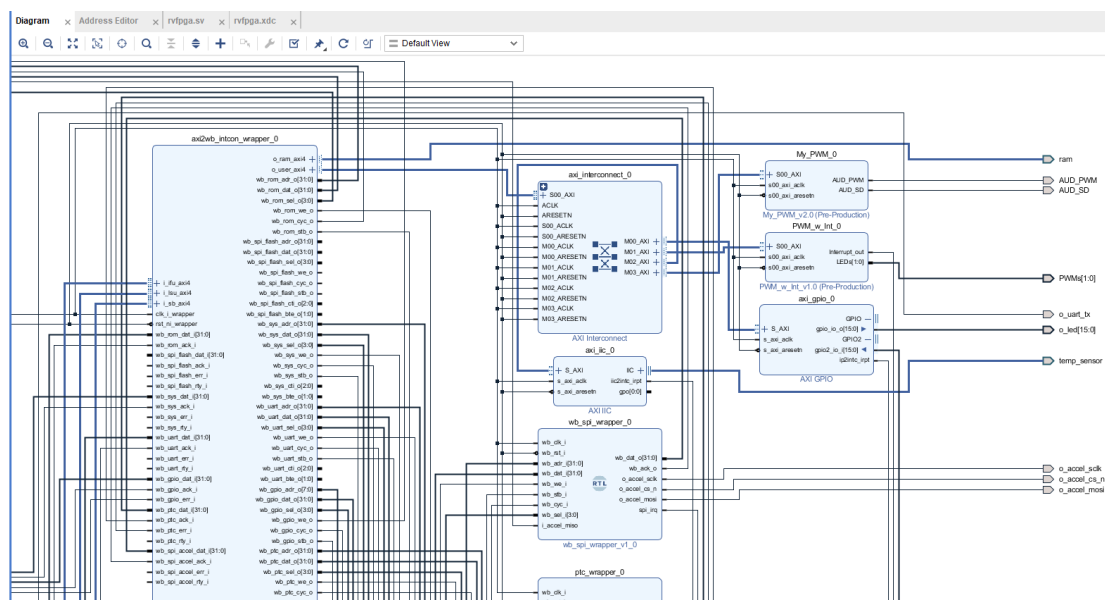 Diagram × Address Editor × rvfpga.sv × rvfpga.xdc ×
Default View
axi2wb_intcon_wrapper_0
o_ram_axi4
o_user_axi4
wb_rom_adr_o[31:0]
wb_rom_dat_o[31:0]
wb_rom_sel_o[3:0]
wb_rom_we_o
wb_rom_cyc_o
wb_rom_stb_o
wb_spi_flash_adr_o[31:0]
wb_spi_flash_dat_o[31:0]
wb_spi_flash_sel_o[3:0]
wb_spi_flash_we_o
wb_spi_flash_cyc_o
wb_spi_flash_stb_o
wb_spi_flash_cti_o[2:0]
wb_spi_flash_bte_o[1:0]
wb_sys_adr_o[31:0]
wb_sys_dat_o[31:0]
wb_sys_sel_o[3:0]
wb_sys_we_o
wb_sys_cyc_o
wb_sys_stb_o
wb_sys_cti_o[2:0]
wb_sys_bte_o[1:0]
wb_uart_adr_o[31:0]
wb_uart_dat_o[31:0]
wb_uart_sel_o[3:0]
wb_uart_we_o
wb_uart_cyc_o
wb_uart_stb_o
wb_uart_cti_o[2:0]
wb_uart_bte_o[1:0]
wb_gpio_adr_o[7:0]
wb_gpio_dat_o[31:0]
wb_gpio_sel_o[3:0]
wb_gpio_we_o
wb_gpio_cyc_o
wb_gpio_stb_o
wb_ptc_adr_o[31:0]
wb_ptc_dat_o[31:0]
wb_ptc_sel_o[3:0]
wb_ptc_we_o
wb_ptc_cyc_o
i_ifu_axi4
i_lsu_axi4
i_sb_axi4
clk_i_wrapper
rst_ni_wrapper
wb_rom_dat_i[31:0]
wb_rom_ack_i
wb_spi_flash_dat_i[31:0]
wb_spi_flash_ack_i
wb_spi_flash_err_i
wb_spi_flash_rty_i
wb_sys_dat_i[31:0]
wb_sys_ack_i
wb_sys_err_i
wb_sys_rty_i
wb_uart_dat_i[31:0]
wb_uart_ack_i
wb_uart_err_i
wb_uart_rty_i
wb_gpio_dat_i[31:0]
wb_gpio_ack_i
wb_gpio_err_i
wb_ptc_dat_i[31:0]
wb_ptc_ack_i
wb_ptc_err_i
wb_ptc_rty_i
wb_spi_accel_dat_i[31:0]
wb_spi_accel_ack_i
wb_spi_accel_err_i
wb_spi_accel_rty_i
axi_interconnect_0
S00_AXI
ACLK
ARESETN
S00_ACLK
S00_ARESETN
M00_ACLK
M00_ARESETN
M01_ACLK
M01_ARESETN
M02_ACLK
M02_ARESETN
M03_ACLK
M03_ARESETN
M00_AXI
M01_AXI
M02_AXI
M03_AXI
AXI Interconnect
axi_iic_0
S_AXI
s_axi_aclk
s_axi_aresetn
IIC
iic2intc_irpt
gpo[0:0]
AXI IIC
wb_spi_wrapper_0
wb_clk_i
wb_rst_i
wb_adr_i[31:0]
wb_dat_i[31:0]
wb_we_i
wb_stb_i
wb_cyc_i
wb_sel_i[3:0]
i_accel_miso
RTL
wb_dat_o[31:0]
wb_ack_o
o_accel_sclk
o_accel_cs_n
o_accel_mosi
spi_irq
wb_spi_wrapper_v1_0
ptc_wrapper_0
wb_clk_i
My_PWM_0
S00_AXI
s00_axi_aclk
s00_axi_aresetn
AUD_PWM
AUD_SD
My_PWM_v2.0 (Pre-Production)
PWM_w_Int_0
S00_AXI
s00_axi_aclk
s00_axi_aresetn
Interrupt_out
LEDs[1:0]
PWM_w_Int_v1.0 (Pre-Production)
axi_gpio_0
S_AXI
s_axi_aclk
s_axi_aresetn
GPIO
gpio_io_o[15:0]
GPIO2
gpio2_io_i[15:0]
ip2intc_irpt
AXI GPIO
ram
AUD_PWM
AUD_SD
PWMs[1:0]
o_uart_tx
o_led[15:0]
temp_sensor
o_accel_sclk
o_accel_cs_n
o_accel_mosi